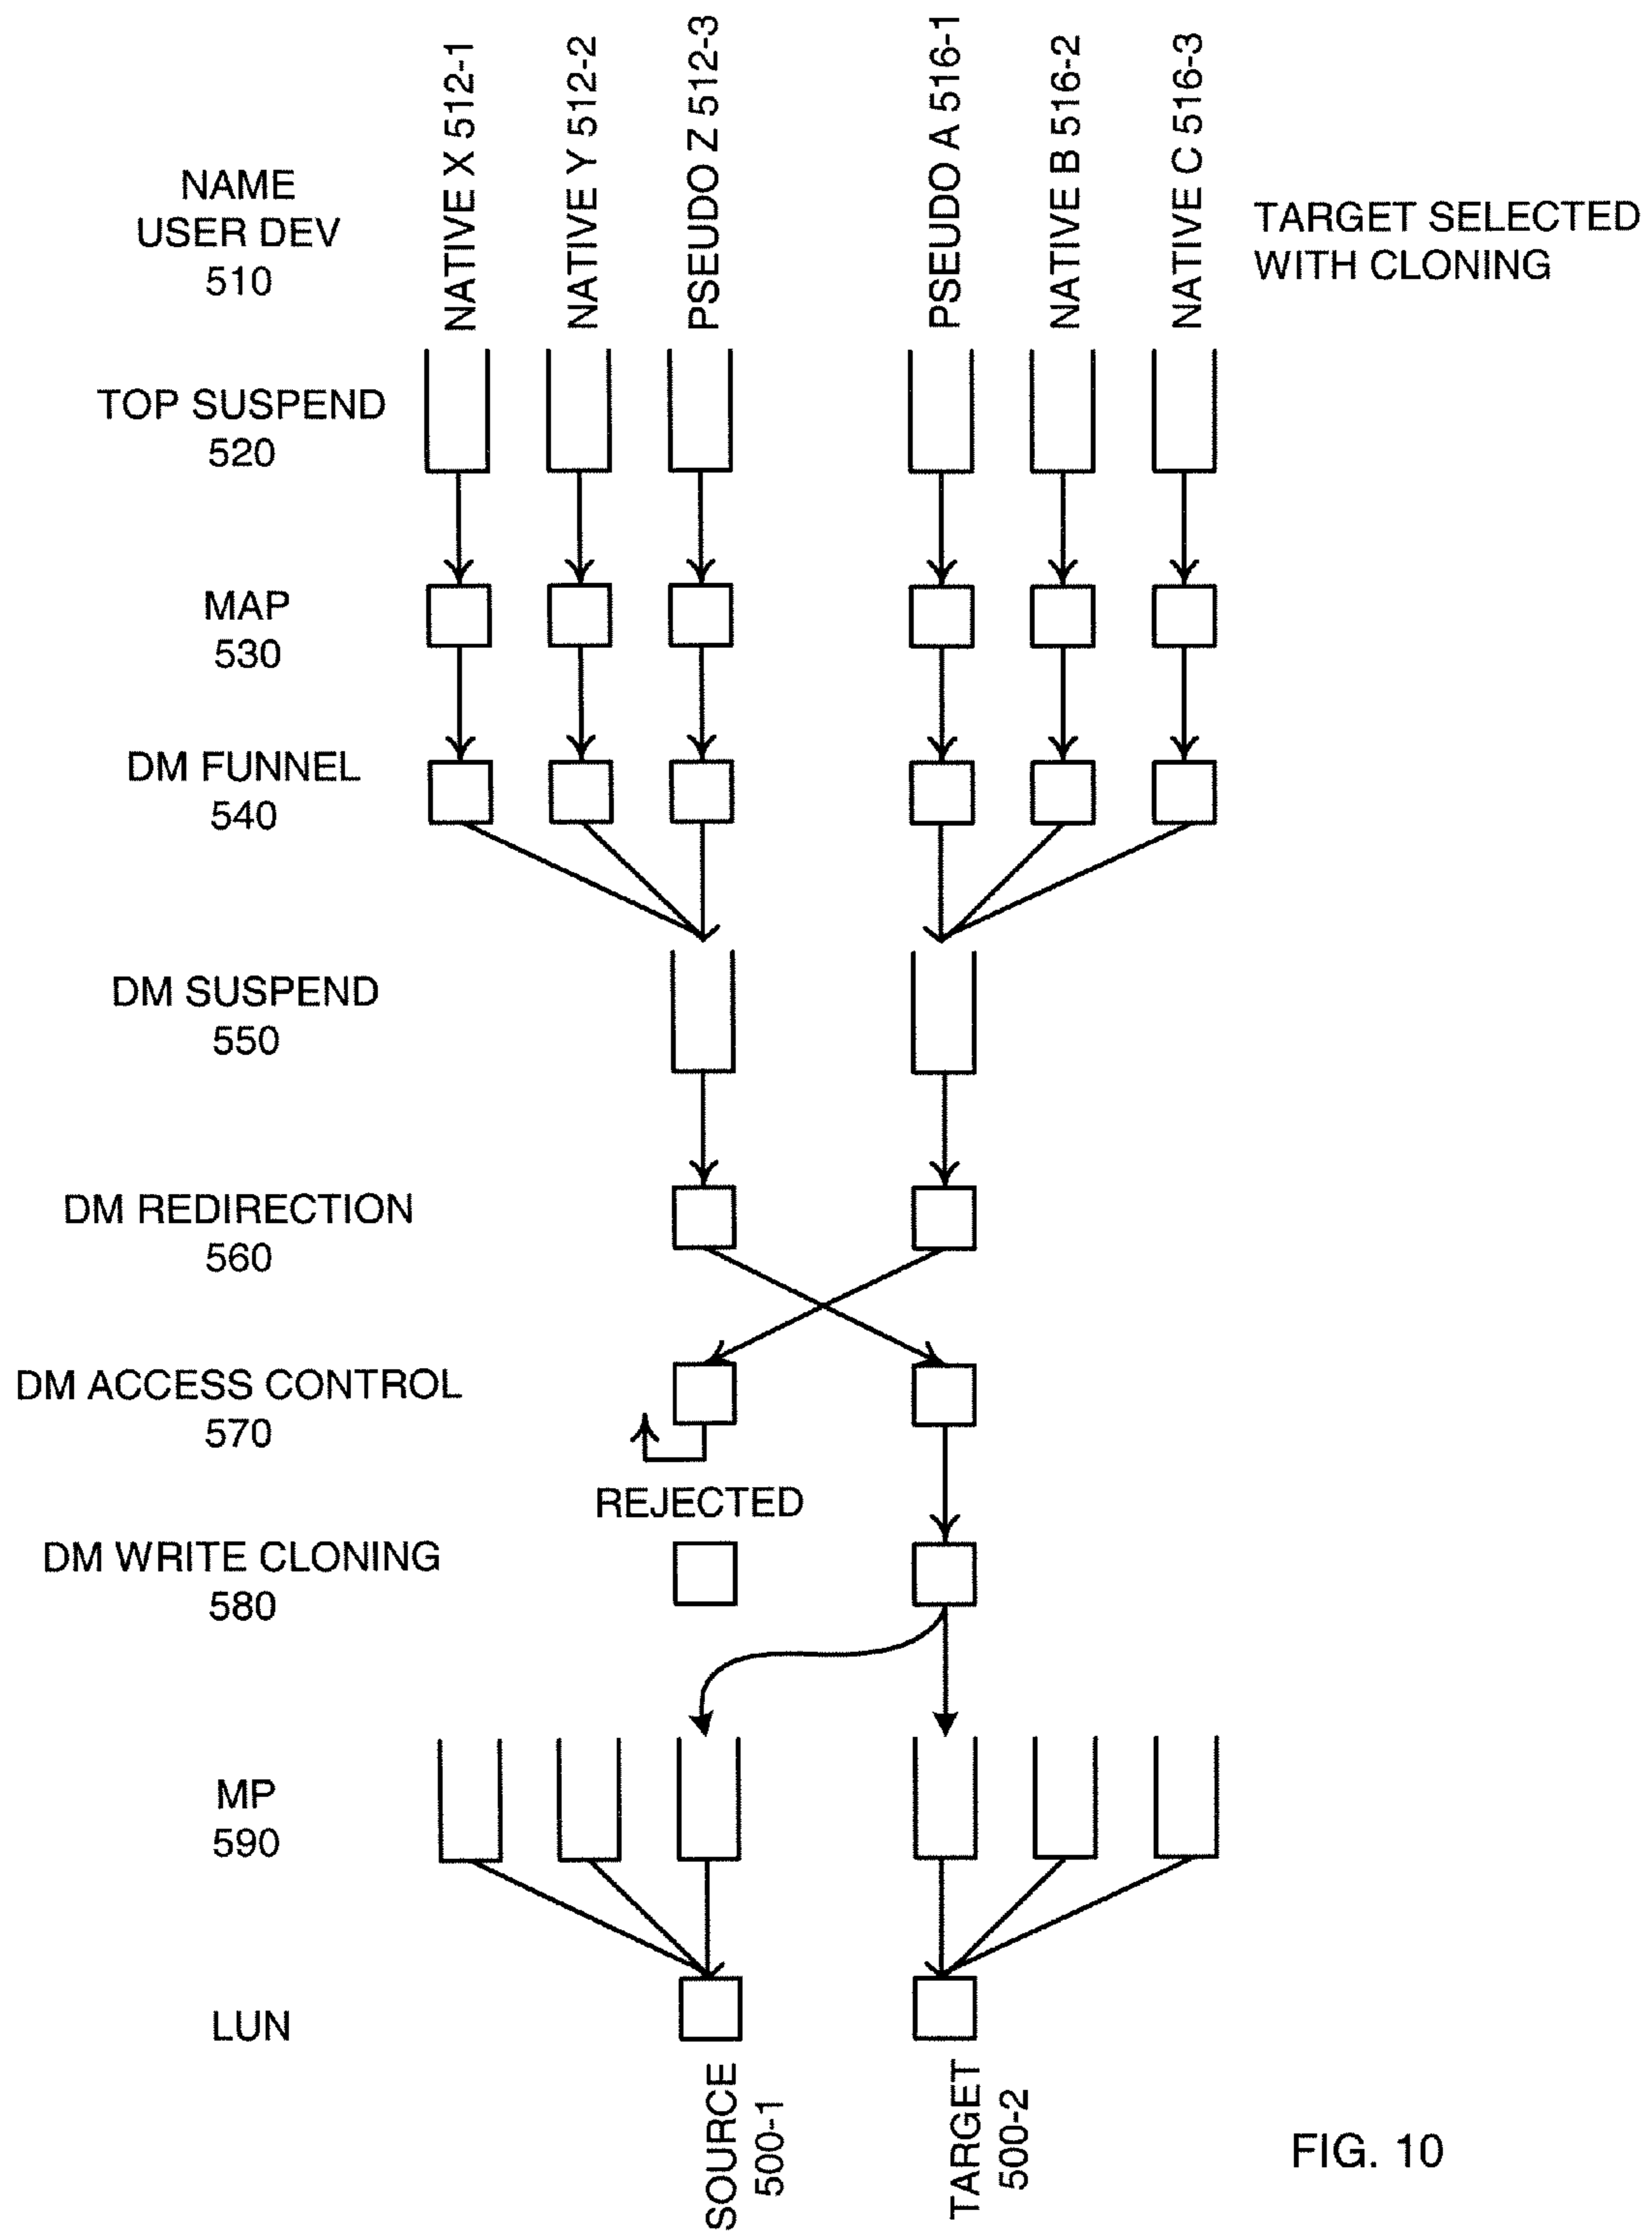 NATIVE X 512-1
NATIVE Y 512-2
PSEUDO Z 512-3
PSEUDO A 516-1
NATIVE B 516-2
NATIVE C 516-3
NAME
USER DEV
510
TARGET SELECTED
WITH CLONING
TOP SUSPEND
520
MAP
530
DM FUNNEL
540
DM SUSPEND
550
DM REDIRECTION
560
DM ACCESS CONTROL
570
REJECTED
DM WRITE CLONING
580
MP
590
LUN
SOURCE
500-1
TARGET
500-2
FIG. 10